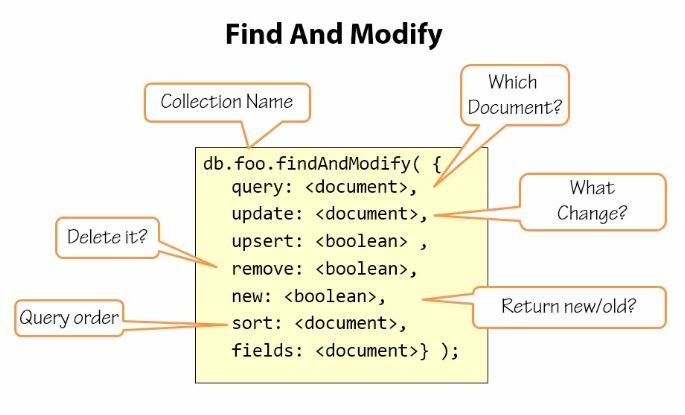 Find And Modify
Which
Document?
Collection Name
db.foo.findAndModify( {
query: <document>,
What
Change?
update: <document>,
upsert: <boolean> ,
Delete it?
remove: <boolean>,
new: <boolean>,
Return new/old?
Query order
sort: <document>,
fields: <document>} );